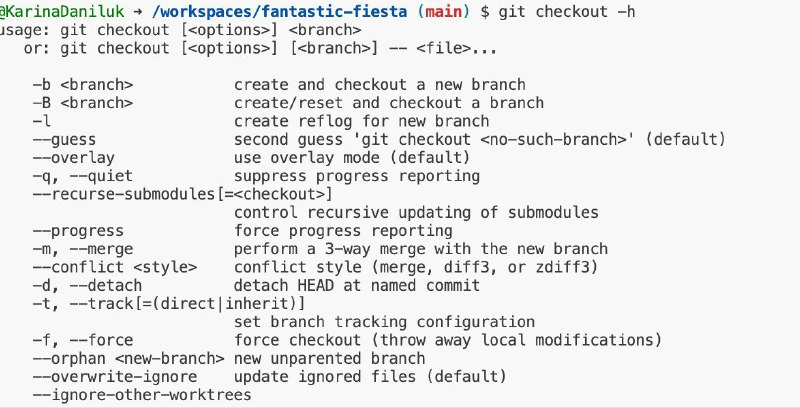 @KarinaDaniluk → /workspaces/fantastic-fiesta (main) $ git checkout -h
usage: git checkout [<options>] <branch>
   or: git checkout [<options>] [<branch>] -- <file>...

    -b <branch>           create and checkout a new branch
    -B <branch>           create/reset and checkout a branch
    -l                    create reflog for new branch
    --guess               second guess 'git checkout <no-such-branch>' (default)
    --overlay             use overlay mode (default)
    -q, --quiet           suppress progress reporting
    --recurse-submodules[=<checkout>]
                          control recursive updating of submodules
    --progress            force progress reporting
    -m, --merge           perform a 3-way merge with the new branch
    --conflict <style>    conflict style (merge, diff3, or zdiff3)
    -d, --detach          detach HEAD at named commit
    -t, --track[=(direct|inherit)]
                          set branch tracking configuration
    -f, --force           force checkout (throw away local modifications)
    --orphan <new-branch> new unparented branch
    --overwrite-ignore    update ignored files (default)
    --ignore-other-worktrees